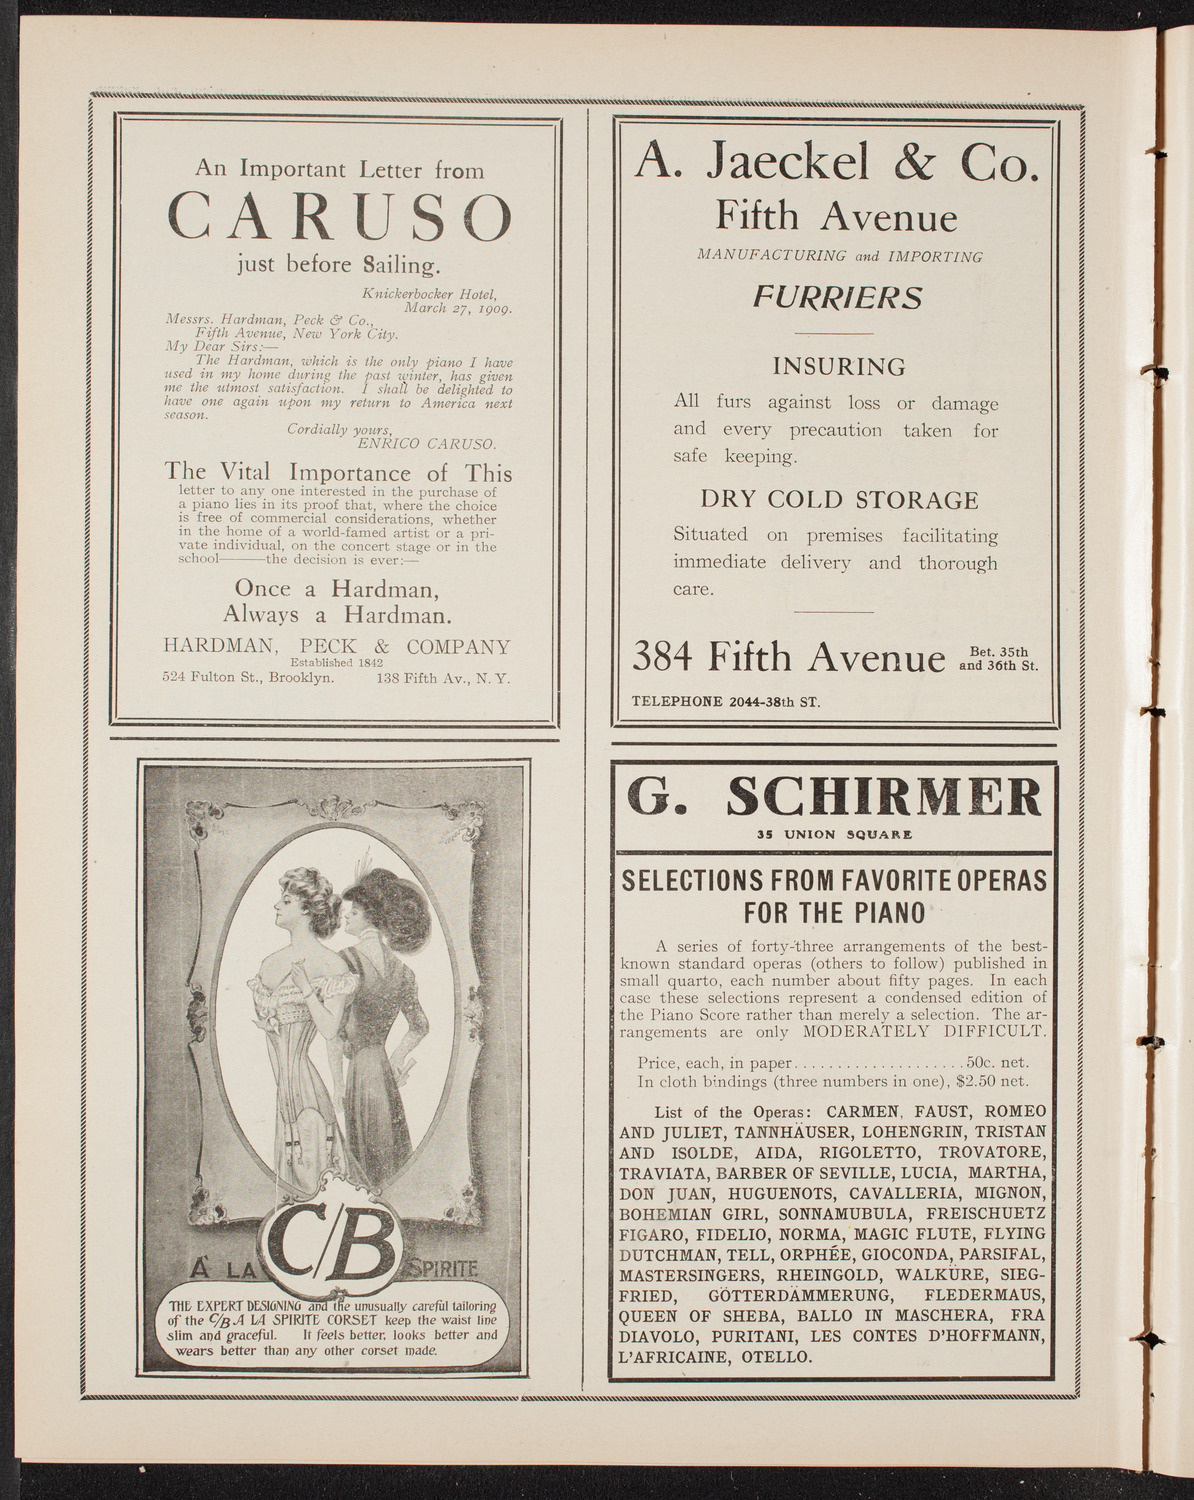 An Important Letter from
CARUSO
just before Sailing.
Knickerbocker Hotel,
March 27, 1909.
Messrs. Hardman, Peck & Co.,
Fifth Avenue, New York City.
My Dear Sirs:—
The Hardman, which is the only piano I have
used in my home during the past winter, has given
me the utmost satisfaction. I shall be delighted to
have one again upon my return to America next
season.
Cordially yours,
ENRICO CARUSO.
The Vital Importance of This
letter to any one interested in the purchase of
a piano lies in its proof that, where the choice
is free of commercial considerations, whether
in the home of a world-famed artist or a pri-
vate individual, on the concert stage or in the
school———the decision is ever:—
Once a Hardman,
Always a Hardman.
HARDMAN, PECK & COMPANY
Established 1842
524 Fulton St., Brooklyn. 138 Fifth Av., N. Y.
C/B
À LA SPIRITE
THE EXPERT DESIGNING and the unusually careful tailoring
of the C/B A LA SPIRITE CORSET keep the waist line
slim and graceful. It feels better, looks better and
wears better than any other corset made.
A. Jaeckel & Co.
Fifth Avenue
MANUFACTURING and IMPORTING
FURRIERS
INSURING
All furs against loss or damage
and every precaution taken for
safe keeping.
DRY COLD STORAGE
Situated on premises facilitating
immediate delivery and thorough
care.
384 Fifth Avenue Bet. 35th
and 36th St.
TELEPHONE 2044-38th ST.
G. SCHIRMER
35 UNION SQUARE
SELECTIONS FROM FAVORITE OPERAS
FOR THE PIANO
A series of forty-three arrangements of the best-
known standard operas (others to follow) published in
small quarto, each number about fifty pages. In each
case these selections represent a condensed edition of
the Piano Score rather than merely a selection. The ar-
rangements are only MODERATELY DIFFICULT.
Price, each, in paper....................50c. net.
In cloth bindings (three numbers in one), $2.50 net.
List of the Operas: CARMEN, FAUST, ROMEO
AND JULIET, TANNHÄUSER, LOHENGRIN, TRISTAN
AND ISOLDE, AIDA, RIGOLETTO, TROVATORE,
TRAVIATA, BARBER OF SEVILLE, LUCIA, MARTHA,
DON JUAN, HUGUENOTS, CAVALLERIA, MIGNON,
BOHEMIAN GIRL, SONNAMUBULA, FREISCHUETZ
FIGARO, FIDELIO, NORMA, MAGIC FLUTE, FLYING
DUTCHMAN, TELL, ORPHÉE, GIOCONDA, PARSIFAL,
MASTERSINGERS, RHEINGOLD, WALKÜRE, SIEG-
FRIED, GÖTTERDÄMMERUNG, FLEDERMAUS,
QUEEN OF SHEBA, BALLO IN MASCHERA, FRA
DIAVOLO, PURITANI, LES CONTES D'HOFFMANN,
L'AFRICAINE, OTELLO.